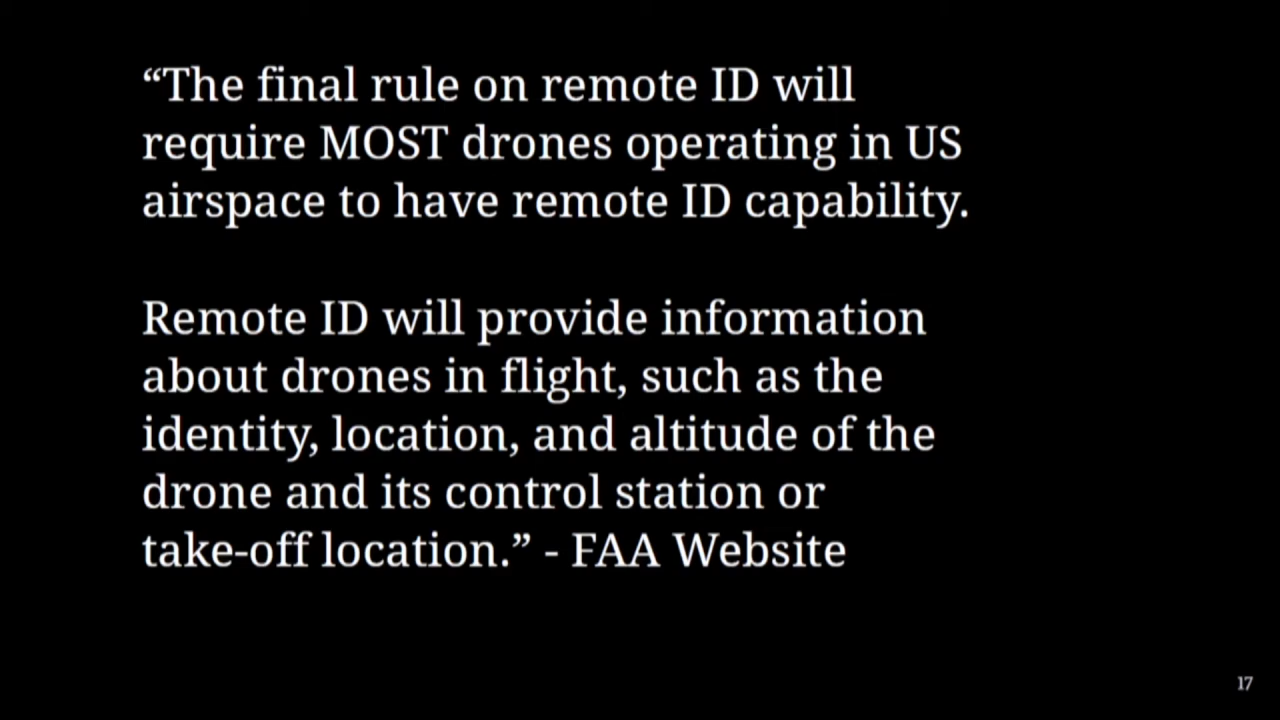 “The final rule on remote ID will
require MOST drones operating in US
airspace to have remote ID capability.
Remote ID will provide information
about drones in flight, such as the
identity, location, and altitude of the
drone and its control station or
take-off location.” - FAA Website
17